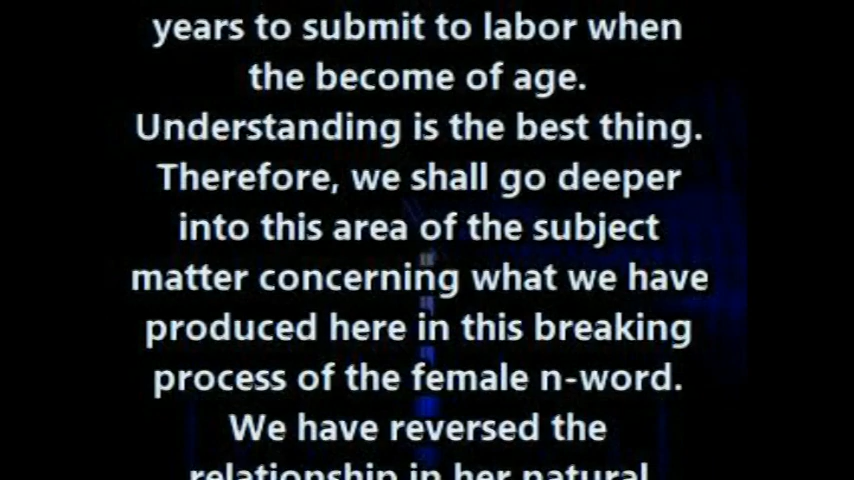 years to submit to labor when
the become of age.
Understanding is the best thing.
Therefore, we shall go deeper
into this area of the subject
matter concerning what we have
produced here in this breaking
process of the female n-word.
We have reversed the
relationship in her natural